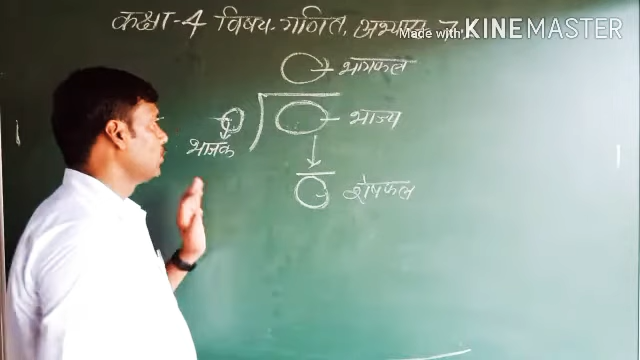 कक्षा-4 विषय-गणित, अभ्यास
Made with KINEMASTER
भागफल
भाज्य
भाजक
शेषफल